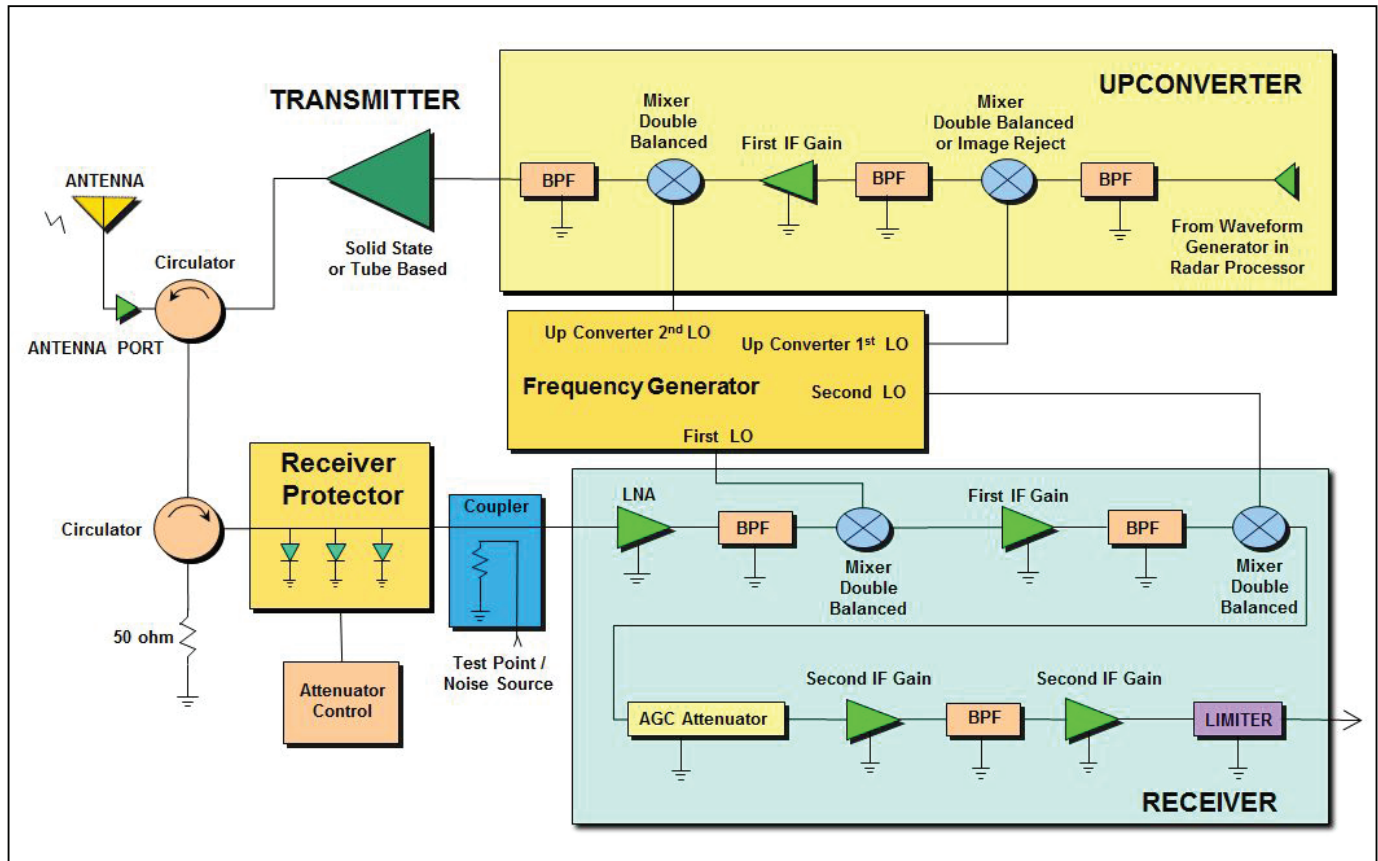 UPCONVERTER
TRANSMITTER
Mixer
Double
Balanced
Mixer
Double Balanced
or Image Reject
First IF Gain
BPF
BPF
BPF
ANTENNA
Solid State
or Tube Based
From Waveform
Generator in
Radar Processor
Circulator
ANTENNA PORT
Up Converter 2nd LO
Up Converter 1st LO
Frequency Generator
Second LO
First LO
Receiver
Protector
Coupler
LNA
First IF Gain
Circulator
BPF
BPF
Mixer
Double
Balanced
Mixer
Double
Balanced
50 ohm
Test Point /
Noise Source
Attenuator
Control
Second IF Gain
Second IF Gain
AGC Attenuator
BPF
LIMITER
RECEIVER